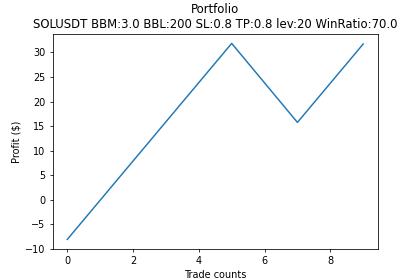 Portfolio
SOLUSDT BBM:3.0 BBL:200 SL:0.8 TP:0.8 lev:20 WinRatio:70.0
30
25
20
15
10
5
0
−5
−10
Profit ($)
0 2 4 6 8
Trade counts